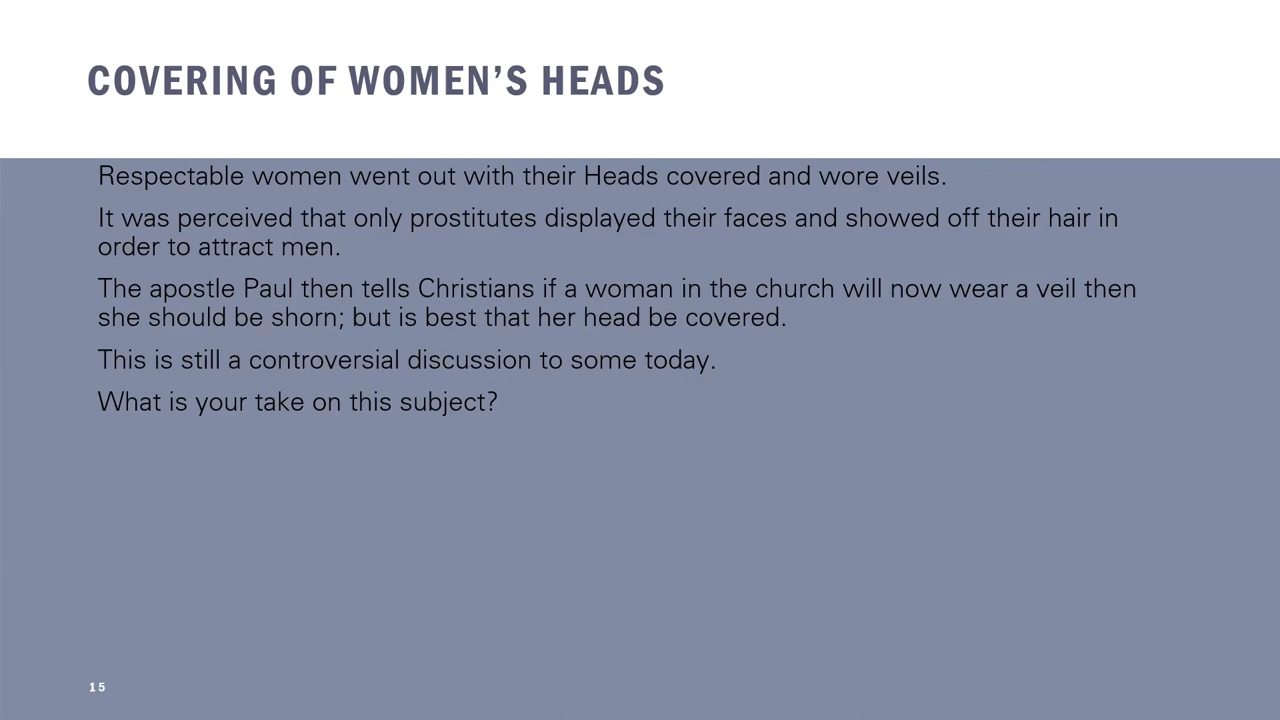 COVERING OF WOMEN’S HEADS
Respectable women went out with their Heads covered and wore veils.
It was perceived that only prostitutes displayed their faces and showed off their hair in
order to attract men.
The apostle Paul then tells Christians if a woman in the church will now wear a veil then
she should be shorn; but is best that her head be covered.
This is still a controversial discussion to some today.
What is your take on this subject?
15